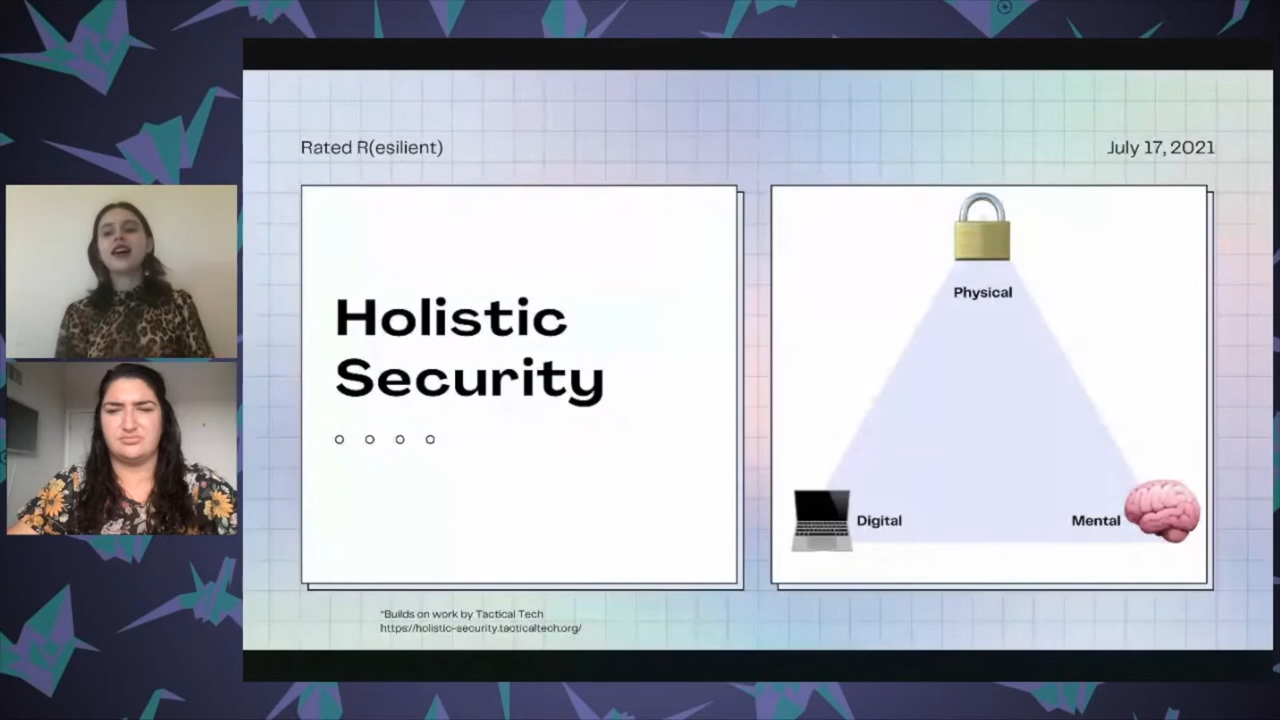 Rated R(esilient)
July 17, 2021
Holistic
Security
Physical
Digital
Mental
*Builds on work by Tactical Tech
https://holistic-security.tacticaltech.org/